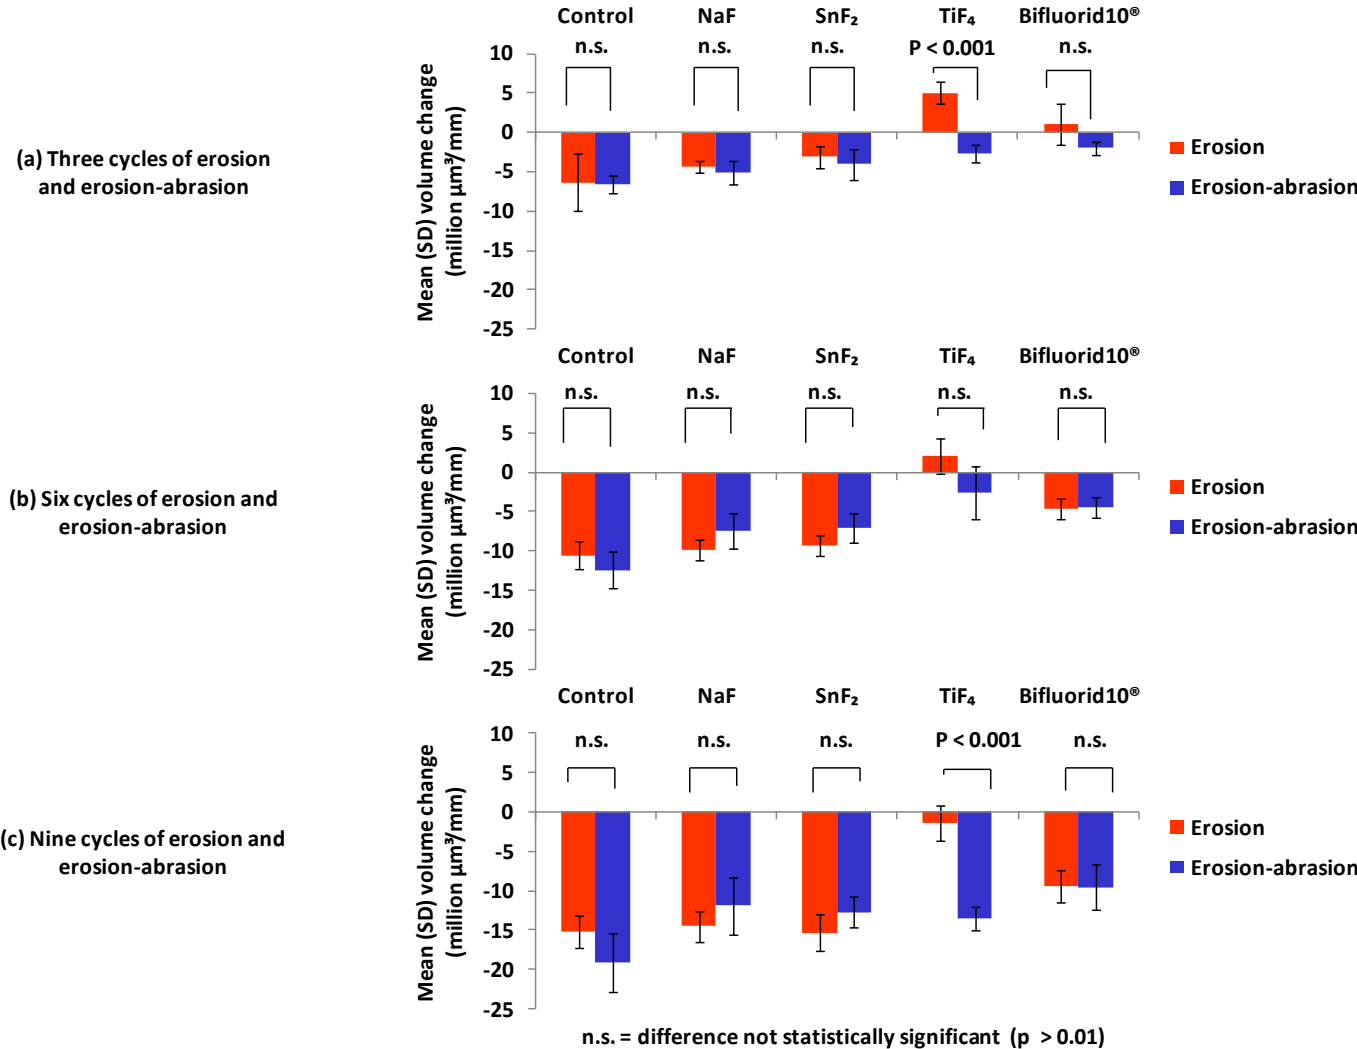 Control NaF SnF₂ TiF₄ Bifluorid10®
n.s. n.s. n.s. P < 0.001 n.s.
(a) Three cycles of erosion
and erosion-abrasion
Mean (SD) volume change
(million µm³/mm)
10
5
0
-5
-10
-15
-20
-25
Erosion
Erosion-abrasion
Control NaF SnF₂ TiF₄ Bifluorid10®
n.s. n.s. n.s. n.s. n.s.
(b) Six cycles of erosion and
erosion-abrasion
Mean (SD) volume change
(million µm³/mm)
10
5
0
-5
-10
-15
-20
-25
Erosion
Erosion-abrasion
Control NaF SnF₂ TiF₄ Bifluorid10®
n.s. n.s. n.s. P < 0.001 n.s.
(c) Nine cycles of erosion and
erosion-abrasion
Mean (SD) volume change
(million µm³/mm)
10
5
0
-5
-10
-15
-20
-25
Erosion
Erosion-abrasion
n.s. = difference not statistically significant (p > 0.01)